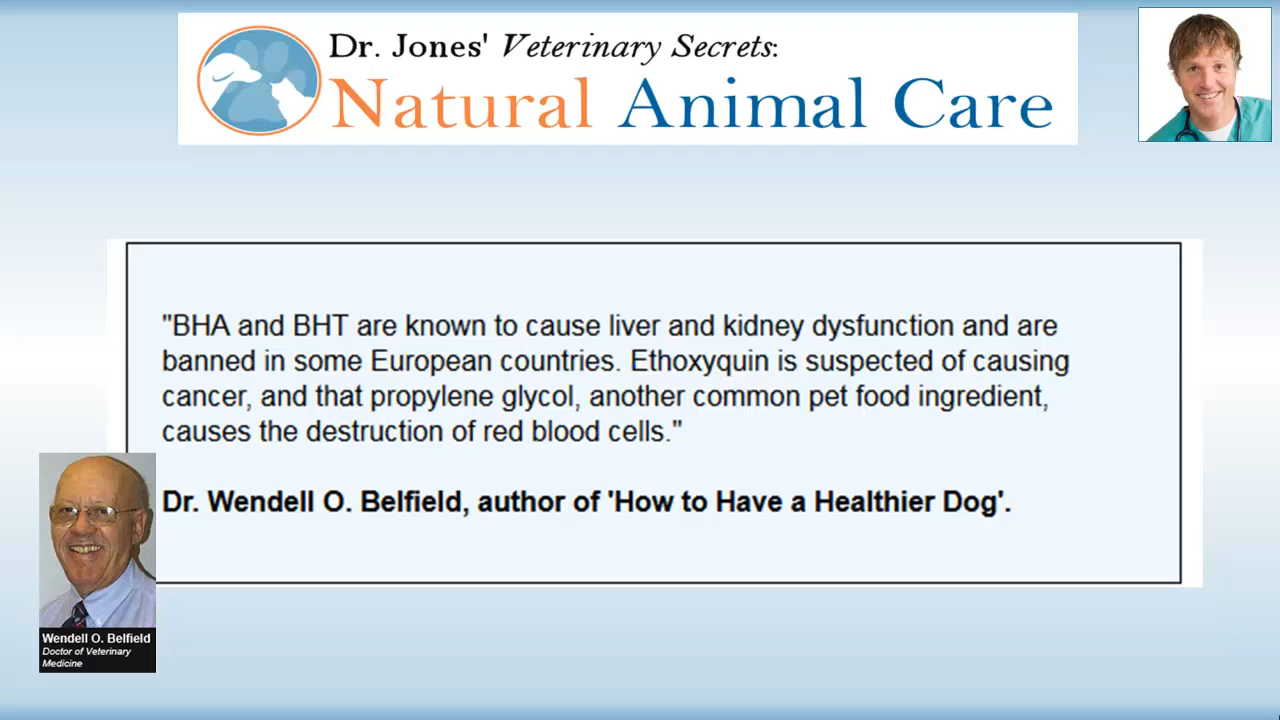 Dr. Jones' Veterinary Secrets:
Natural Animal Care
"BHA and BHT are known to cause liver and kidney dysfunction and are
banned in some European countries. Ethoxyquin is suspected of causing
cancer, and that propylene glycol, another common pet food ingredient,
causes the destruction of red blood cells."
Dr. Wendell O. Belfield, author of 'How to Have a Healthier Dog'.
Wendell O. Belfield
Doctor of Veterinary
Medicine